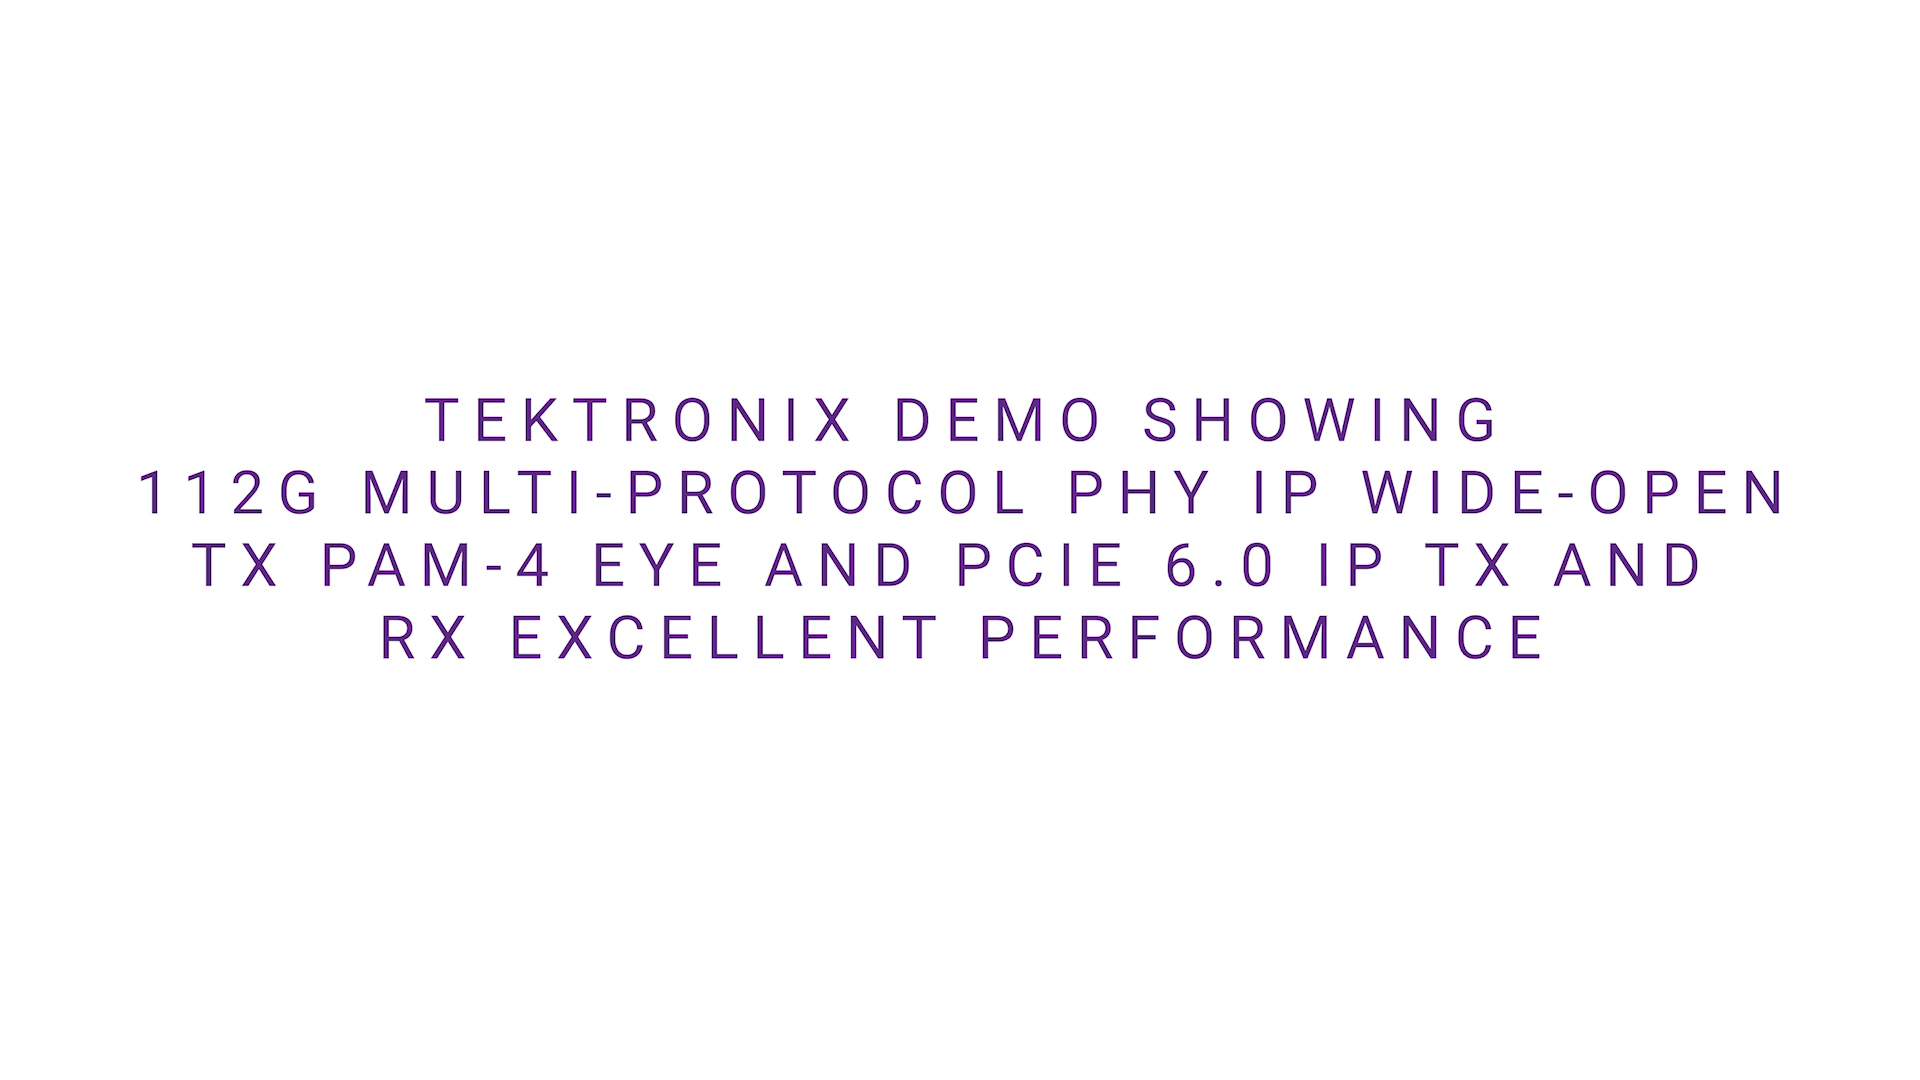 TEKTRONIX DEMO SHOWING
112G MULTI-PROTOCOL PHY IP WIDE-OPEN
TX PAM-4 EYE AND PCIE 6.0 IP TX AND
RX EXCELLENT PERFORMANCE